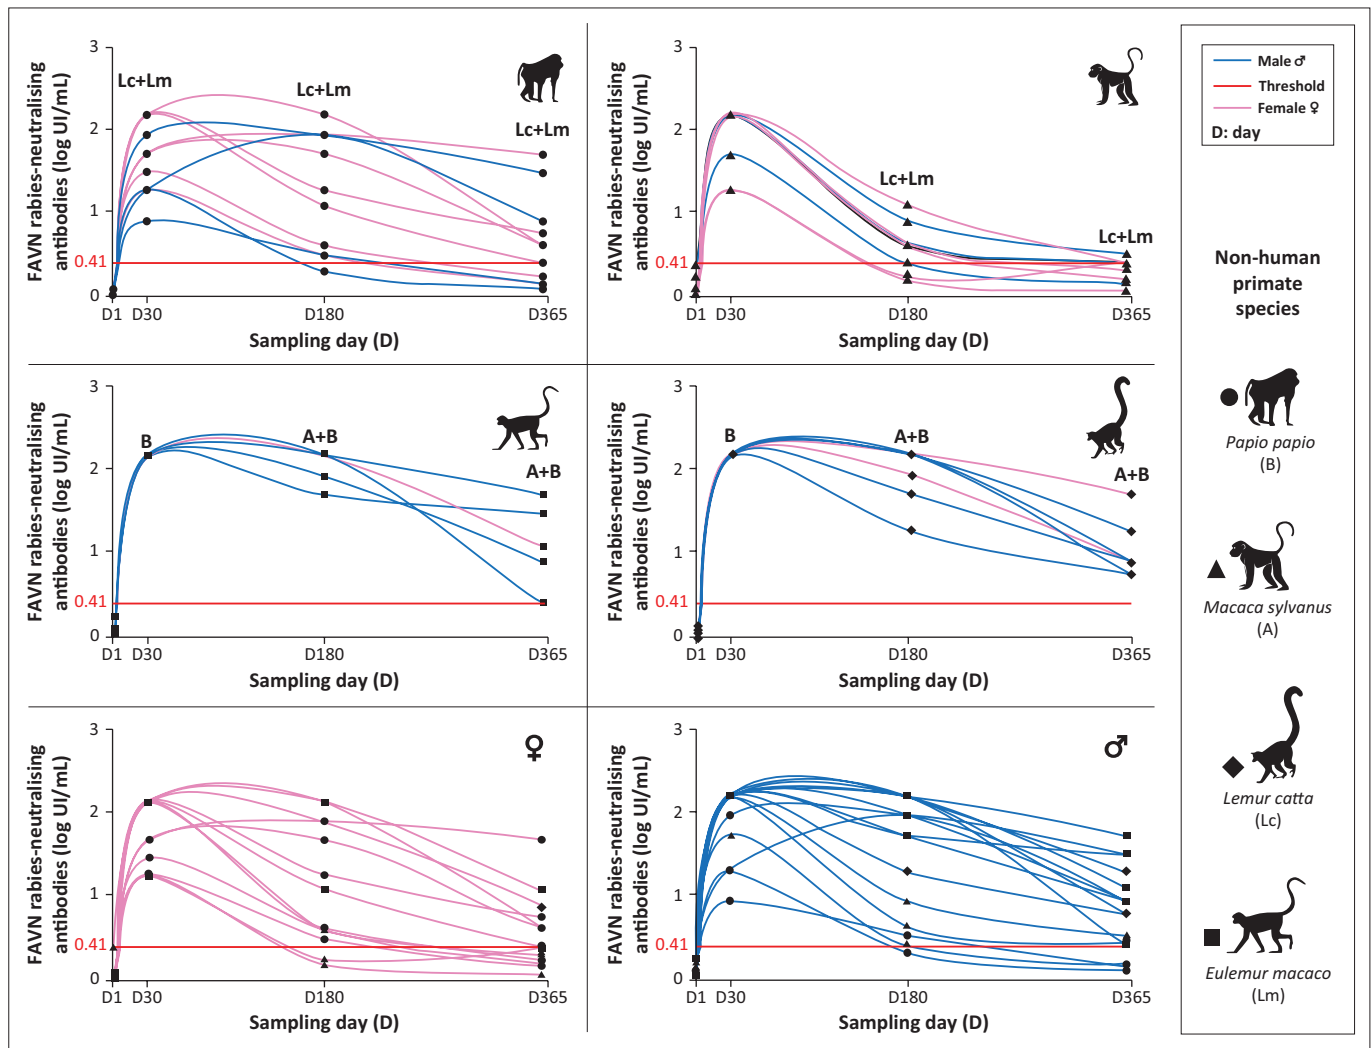 FAVN rabies-neutralising
antibodies (log UI/mL)
3
2
1
0.41
0
Lc+Lm
Lc+Lm
Lc+Lm
D1 D30 D180 D365
Sampling day (D)
FAVN rabies-neutralising
antibodies (log UI/mL)
3
2
1
0.41
0
Lc+Lm
Lc+Lm
D1 D30 D180 D365
Sampling day (D)
FAVN rabies-neutralising
antibodies (log UI/mL)
3
2
1
0.41
0
B
A+B
A+B
D1 D30 D180 D365
Sampling day (D)
FAVN rabies-neutralising
antibodies (log UI/mL)
3
2
1
0.41
0
B
A+B
A+B
D1 D30 D180 D365
Sampling day (D)
FAVN rabies-neutralising
antibodies (log UI/mL)
3
2
1
0.41
0
♀
D1 D30 D180 D365
Sampling day (D)
FAVN rabies-neutralising
antibodies (log UI/mL)
3
2
1
0.41
0
♂
D1 D30 D180 D365
Sampling day (D)
Male ♂
Threshold
Female ♀
D: day
Non-human
primate
species
Papio papio
(B)
Macaca sylvanus
(A)
Lemur catta
(Lc)
Eulemur macaco
(Lm)